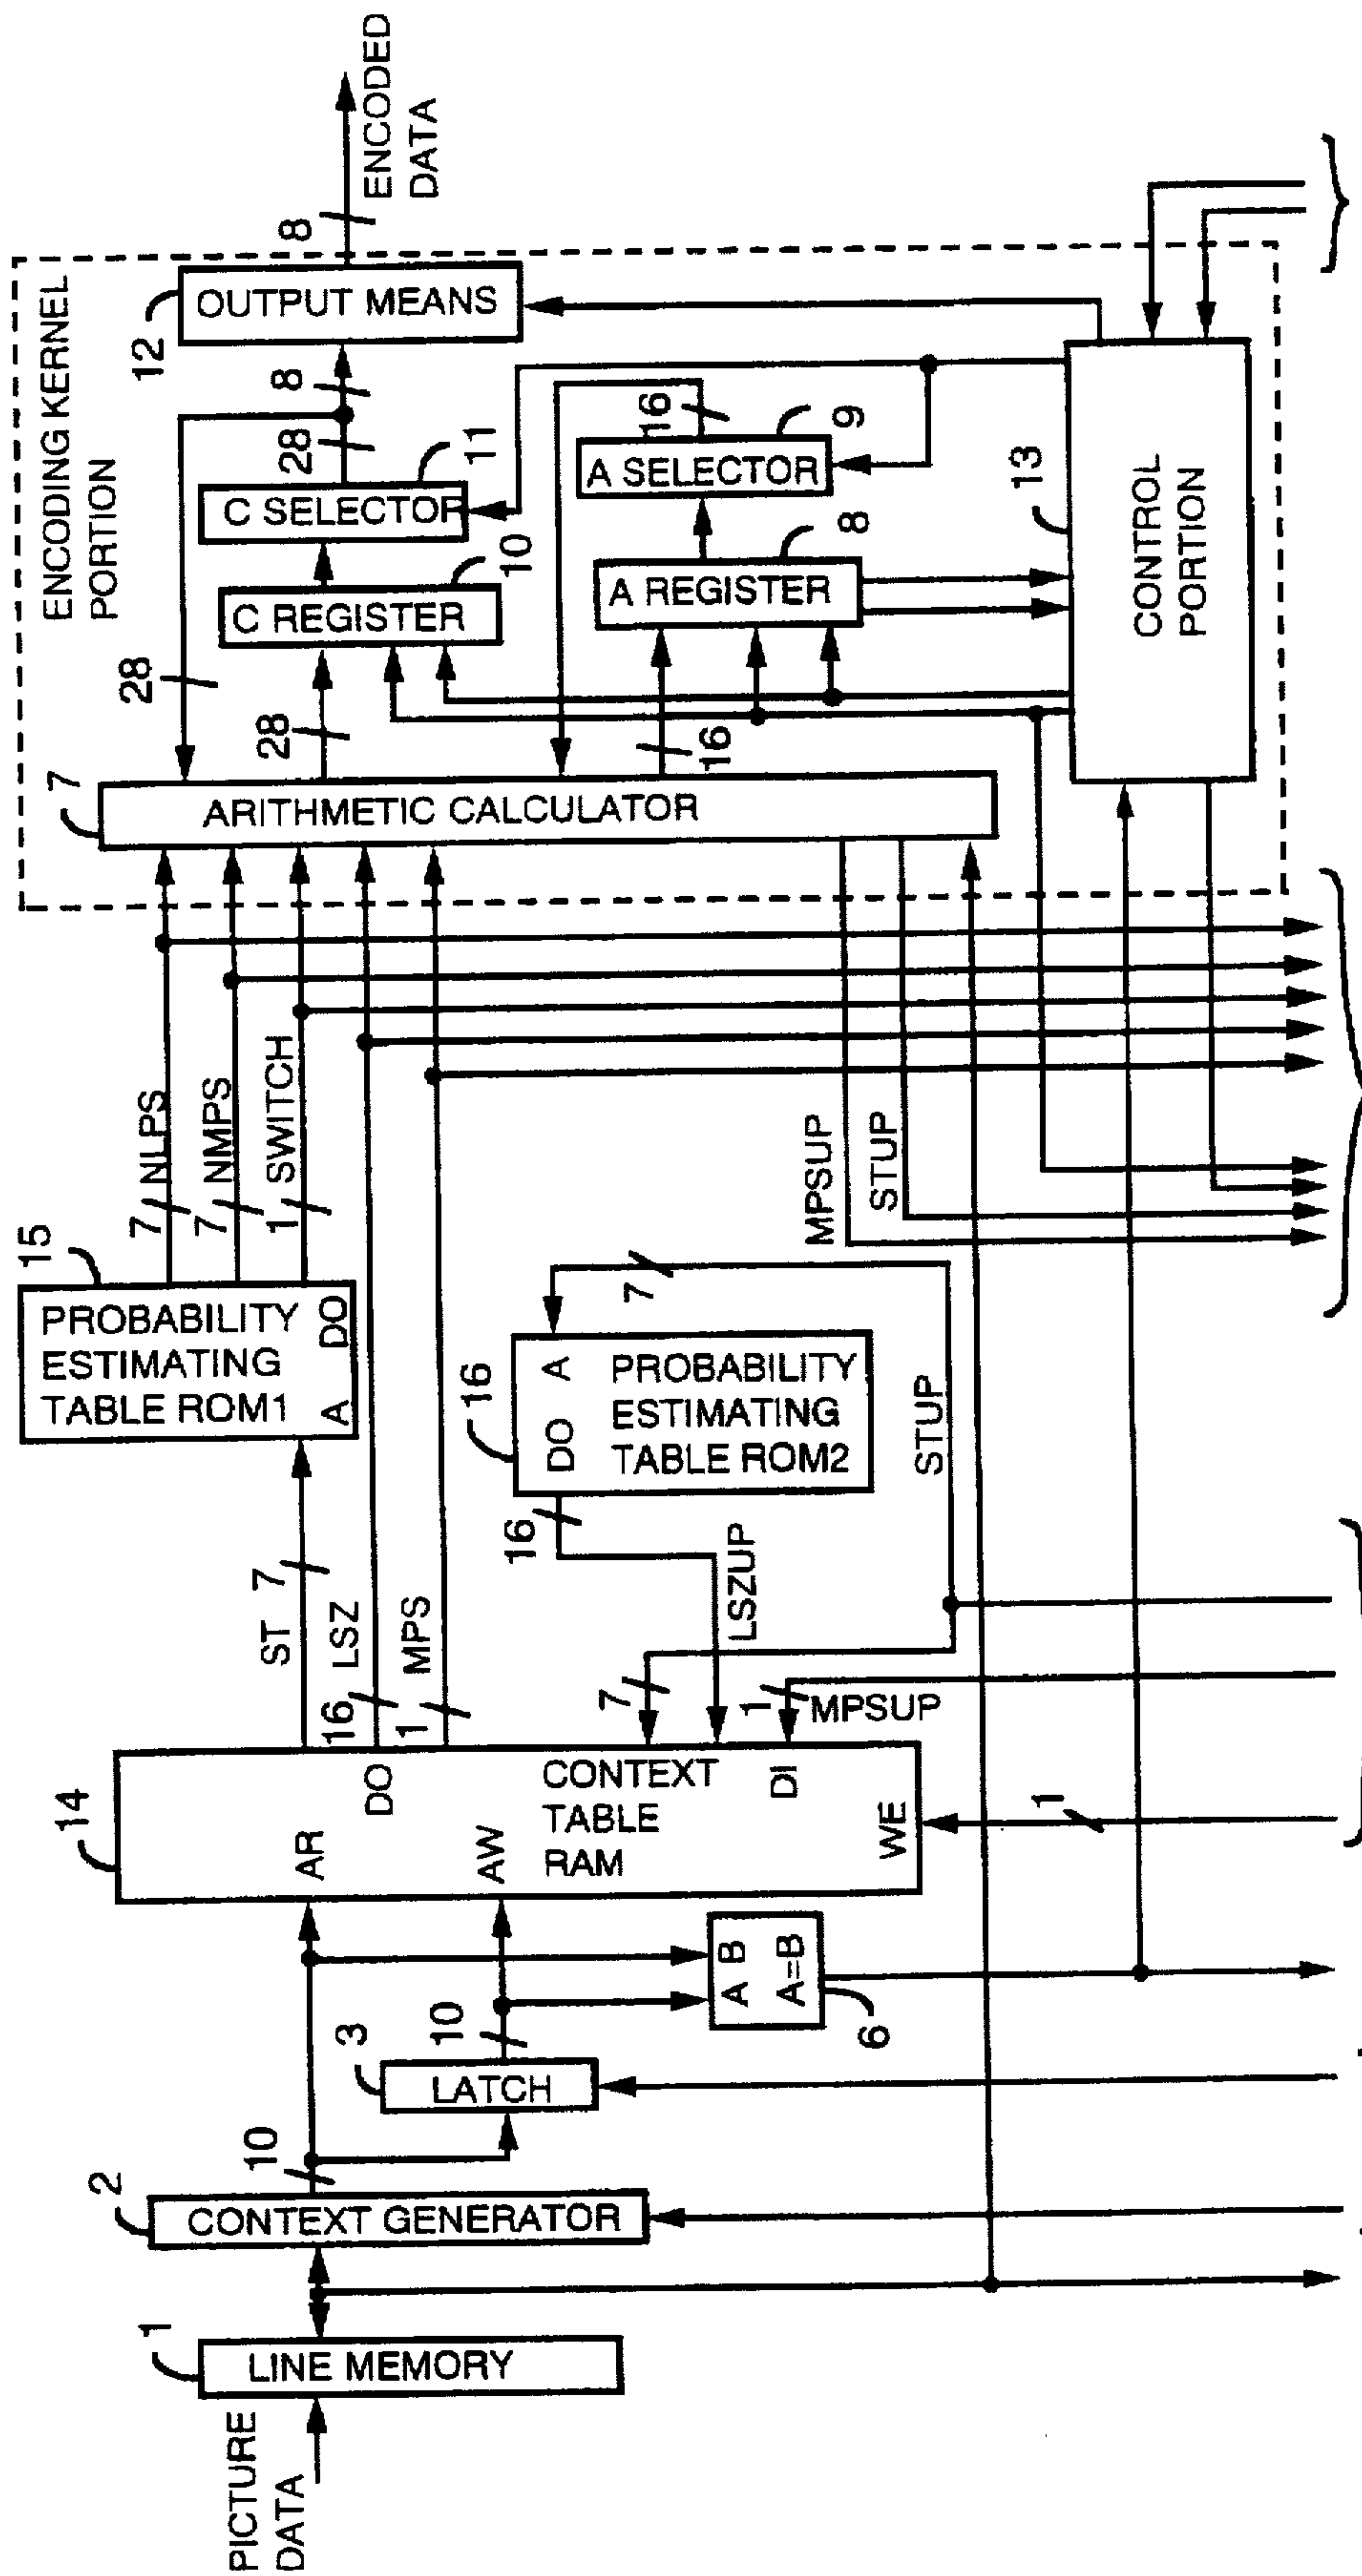 PICTURE
DATA
1
LINE MEMORY
2
CONTEXT GENERATOR
10
3
LATCH
10
A B
A=B
6
14
AR
DO
AW
CONTEXT
TABLE
RAM
DI
WE
ST 7
16 LSZ
1 MPS
7
LSZUP
1
MPSUP
1
15
PROBABILITY
ESTIMATING
TABLE ROM1
A DO
16
DO A
PROBABILITY
ESTIMATING
TABLE ROM2
16
7
STUP
7 NLPS
7 NMPS
1 SWITCH
MPSUP
STUP
ENCODING KERNEL
PORTION
7
ARITHMETIC CALCULATOR
28
28
16
C REGISTER
10
C SELECTOR
11
28
8
A REGISTER
8
A SELECTOR
9
16
12
OUTPUT MEANS
8
ENCODED
DATA
13
CONTROL
PORTION